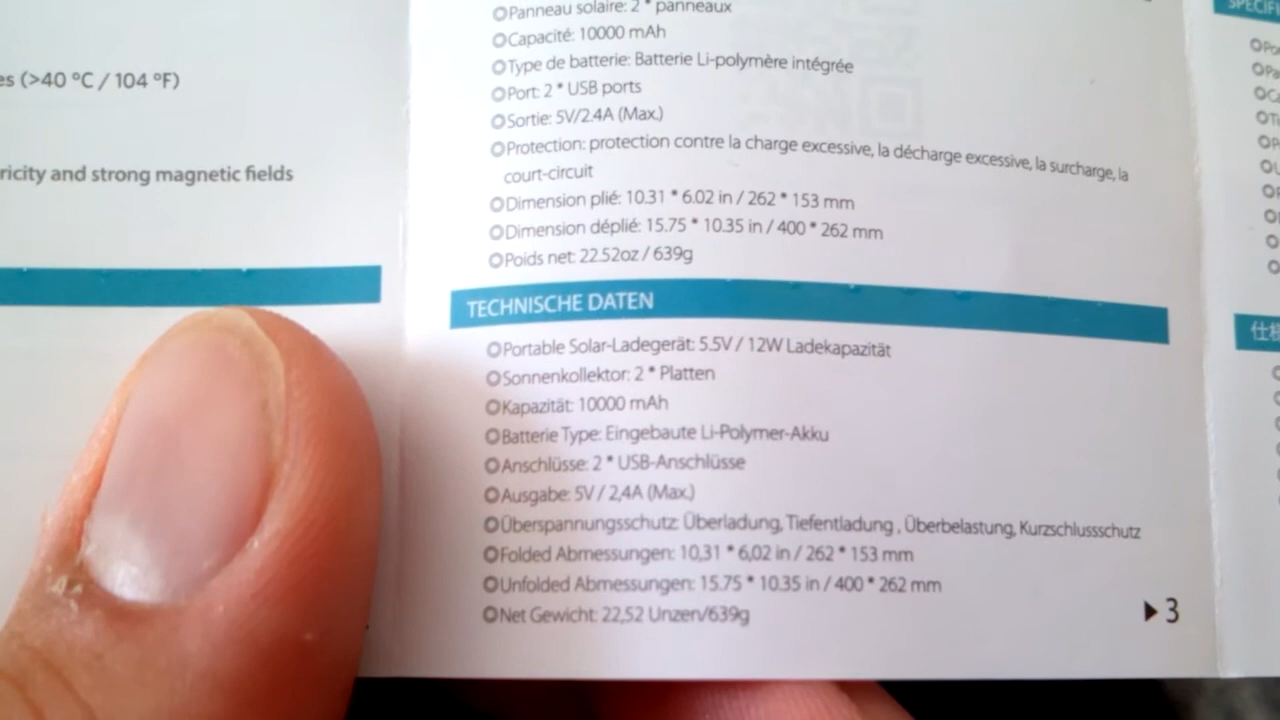 es (>40 °C / 104 °F)
ricity and strong magnetic fields
Panneau solaire: 2 * panneaux
Capacité: 10000 mAh
Type de batterie: Batterie Li-polymère intégrée
Port: 2 * USB ports
Sortie: 5V/2.4A (Max.)
Protection: protection contre la charge excessive, la décharge excessive, la surcharge, la
court-circuit
Dimension plié: 10.31 * 6.02 in / 262 * 153 mm
Dimension déplié: 15.75 * 10.35 in / 400 * 262 mm
Poids net: 22.52oz / 639g
TECHNISCHE DATEN
Portable Solar-Ladegerät: 5.5V / 12W Ladekapazität
Sonnenkollektor: 2 * Platten
Kapazität: 10000 mAh
Batterie Type: Eingebaute Li-Polymer-Akku
Anschlüsse: 2 * USB-Anschlüsse
Ausgabe: 5V / 2,4A (Max.)
Überspannungsschutz: Überladung, Tiefentladung , Überbelastung, Kurzschlussschutz
Folded Abmessungen: 10,31 * 6,02 in / 262 * 153 mm
Unfolded Abmessungen: 15.75 * 10.35 in / 400 * 262 mm
Net Gewicht: 22,52 Unzen/639g
3